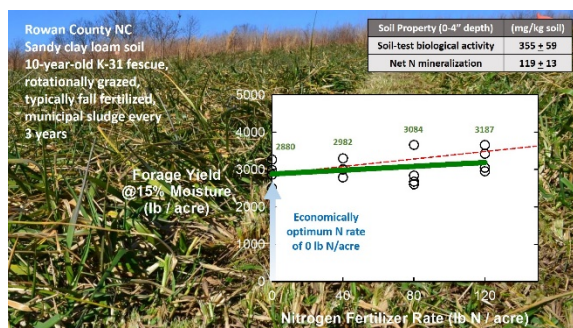 Rowan County NC
Sandy clay loam soil
10-year-old K-31 fescue,
rotationally grazed,
typically fall fertilized,
municipal sludge every
3 years
Soil Property (0-4" depth) (mg/kg soil)
Soil-test biological activity 355 ± 59
Net N mineralization 119 ± 13
Forage Yield
@15% Moisture
(lb / acre)
5000
4000
3000
2000
1000
0
2880 2982 3084 3187
Economically
optimum N rate
of 0 lb N/acre
0 40 80 120
Nitrogen Fertilizer Rate (lb N / acre)